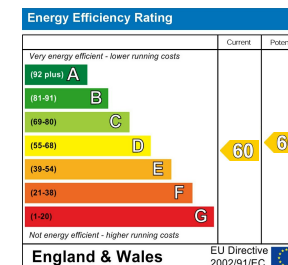 Energy Efficiency Rating
Current
Very energy efficient - lower running costs
(92 plus) A
(81-91) B
(69-80) C
(55-68) D
60
(39-54) E
(21-38) F
(1-20) G
Not energy efficient - higher running costs
England & Wales
EU Directive
2002/91/EC